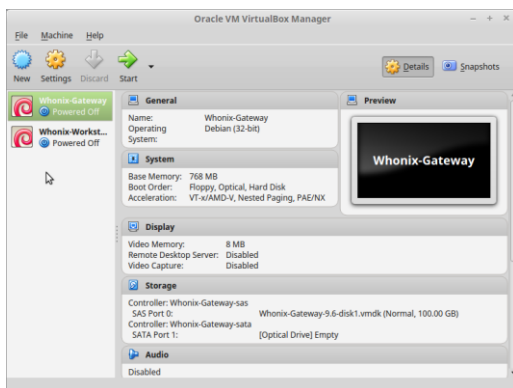 Oracle VM VirtualBox Manager
File Machine Help
New Settings Discard Start
Details Snapshots
Whonix-Gateway
Powered Off
Whonix-Workst...
Powered Off
General
Name: Whonix-Gateway
Operating System: Debian (32-bit)
System
Base Memory: 768 MB
Boot Order: Floppy, Optical, Hard Disk
Acceleration: VT-x/AMD-V, Nested Paging, PAE/NX
Preview
Whonix-Gateway
Display
Video Memory: 8 MB
Remote Desktop Server: Disabled
Video Capture: Disabled
Storage
Controller: Whonix-Gateway-sas
SAS Port 0: Whonix-Gateway-9.6-disk1.vmdk (Normal, 100.00 GB)
Controller: Whonix-Gateway-sata
SATA Port 1: [Optical Drive] Empty
Audio
Disabled